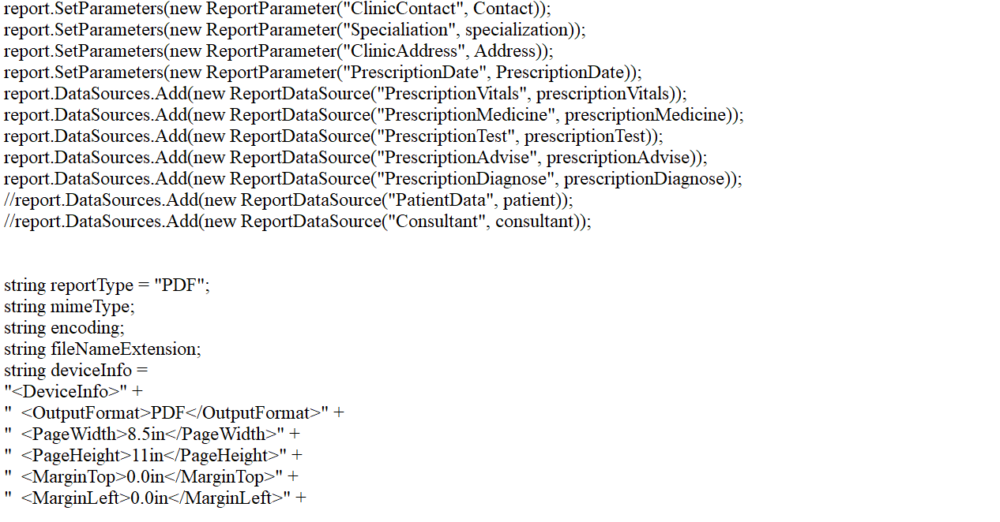 report.SetParameters(new ReportParameter("ClinicContact", Contact));
report.SetParameters(new ReportParameter("Specialiation", specialization));
report.SetParameters(new ReportParameter("ClinicAddress", Address));
report.SetParameters(new ReportParameter("PrescriptionDate", PrescriptionDate));
report.DataSources.Add(new ReportDataSource("PrescriptionVitals", prescriptionVitals));
report.DataSources.Add(new ReportDataSource("PrescriptionMedicine", prescriptionMedicine));
report.DataSources.Add(new ReportDataSource("PrescriptionTest", prescriptionTest));
report.DataSources.Add(new ReportDataSource("PrescriptionAdvise", prescriptionAdvise));
report.DataSources.Add(new ReportDataSource("PrescriptionDiagnose", prescriptionDiagnose));
//report.DataSources.Add(new ReportDataSource("PatientData", patient));
//report.DataSources.Add(new ReportDataSource("Consultant", consultant));
string reportType = "PDF";
string mimeType;
string encoding;
string fileNameExtension;
string deviceInfo =
"<DeviceInfo>" +
"  <OutputFormat>PDF</OutputFormat>" +
"  <PageWidth>8.5in</PageWidth>" +
"  <PageHeight>11in</PageHeight>" +
"  <MarginTop>0.0in</MarginTop>" +
"  <MarginLeft>0.0in</MarginLeft>" +